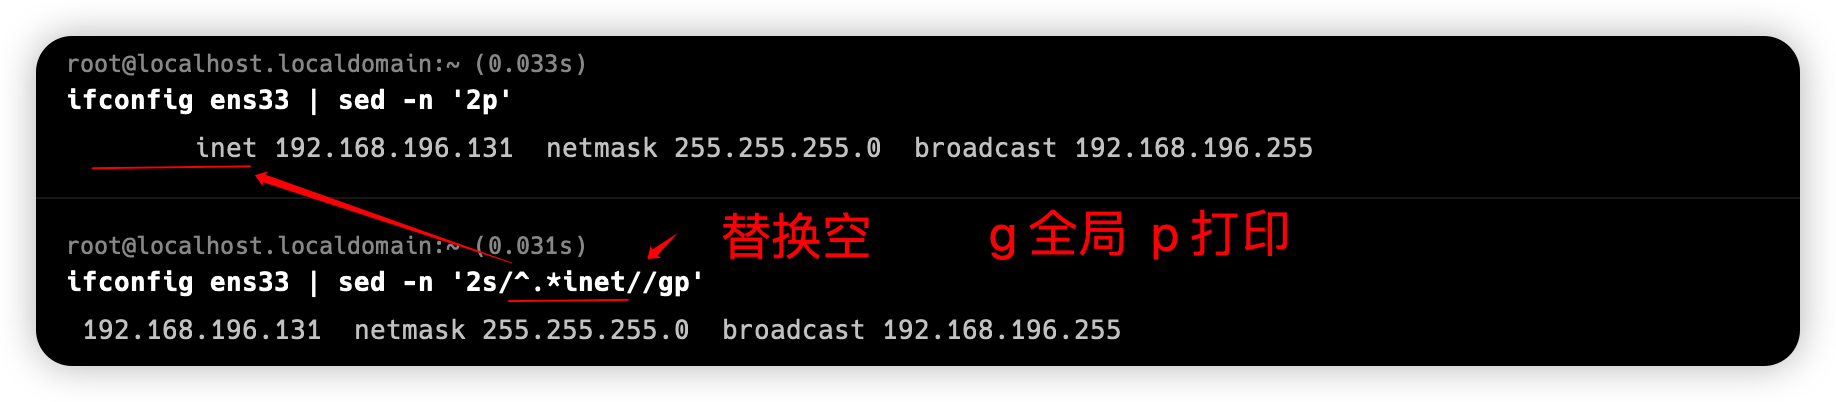 root@localhost.localdomain:~ (0.033s)
ifconfig ens33 | sed -n '2p'
inet 192.168.196.131  netmask 255.255.255.0  broadcast 192.168.196.255
替换空 g全局 p打印
root@localhost.localdomain:~ (0.031s)
ifconfig ens33 | sed -n '2s/^.*inet//gp'
192.168.196.131  netmask 255.255.255.0  broadcast 192.168.196.255